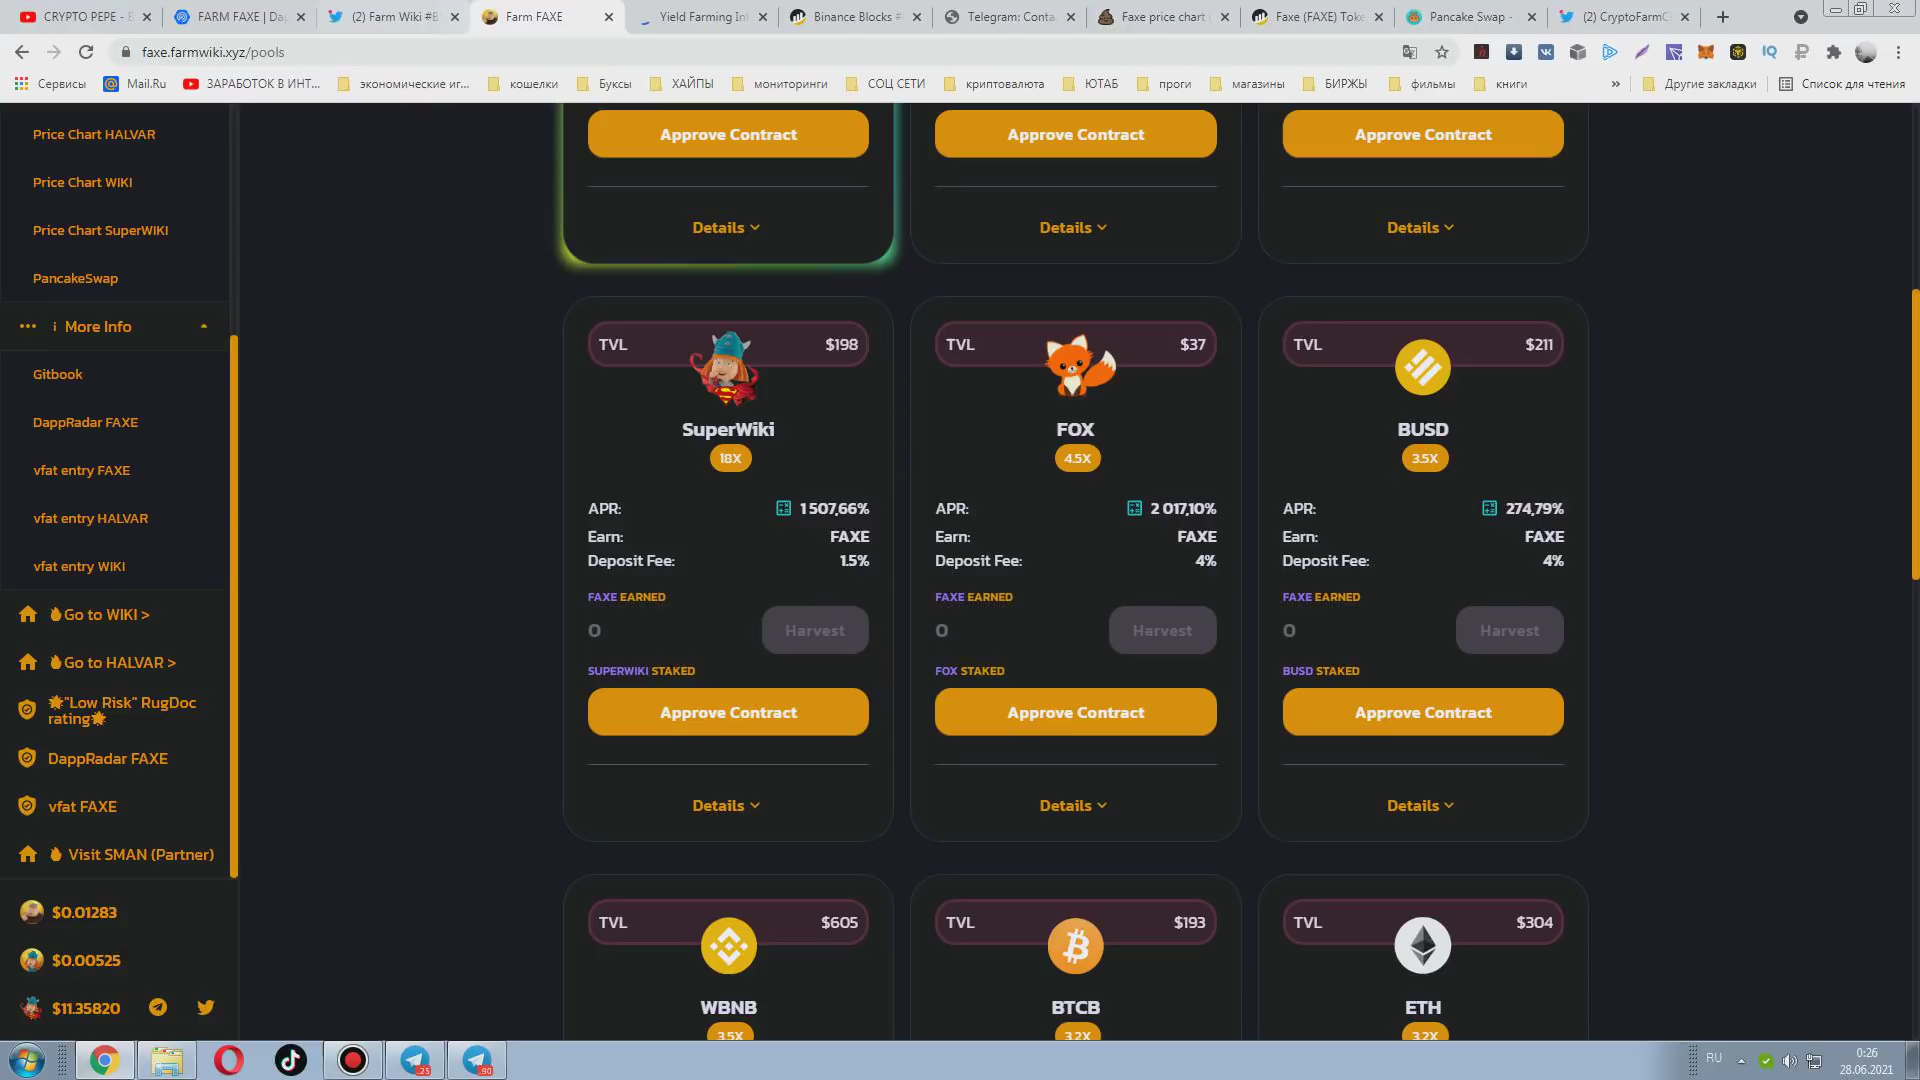 CRYPTO PEPE - E
FARM FAXE | Da
(2) Farm Wiki #B
Farm FAXE
Yield Farming In
Binance Blocks #
Telegram: Conta
Faxe price chart
Faxe (FAXE) Toke
Pancake Swap -
(2) CryptoFarmC
faxe.farmwiki.xyz/pools
Сервисы
Mail.Ru
ЗАРАБОТОК В ИНТ...
экономические иг...
кошелки
Буксы
ХАЙПЫ
мониторинги
СОЦ СЕТИ
криптовалюта
ЮТАБ
проги
магазины
БИРЖЫ
фильмы
книги
»
Другие закладки
Список для чтения
Price Chart HALVAR
Price Chart WIKI
Price Chart SuperWIKI
PancakeSwap
i More Info
Gitbook
DappRadar FAXE
vfat entry FAXE
vfat entry HALVAR
vfat entry WIKI
Go to WIKI >
Go to HALVAR >
"Low Risk" RugDoc
rating
DappRadar FAXE
vfat FAXE
Visit SMAN (Partner)
$0.01283
$0.00525
$11.35820
Approve Contract
Details
Approve Contract
Details
Approve Contract
Details
TVL $198
SuperWiki
18X
APR: 1 507,66%
Earn: FAXE
Deposit Fee: 1.5%
FAXE EARNED
0 Harvest
SUPERWIKI STAKED
Approve Contract
Details
TVL $37
FOX
4.5X
APR: 2 017,10%
Earn: FAXE
Deposit Fee: 4%
FAXE EARNED
0 Harvest
FOX STAKED
Approve Contract
Details
TVL $211
BUSD
3.5X
APR: 274,79%
Earn: FAXE
Deposit Fee: 4%
FAXE EARNED
0 Harvest
BUSD STAKED
Approve Contract
Details
TVL $605
WBNB
3.5X
TVL $193
BTCB
3.2X
TVL $304
ETH
3.2X
25
90
RU
0:26
28.06.2021